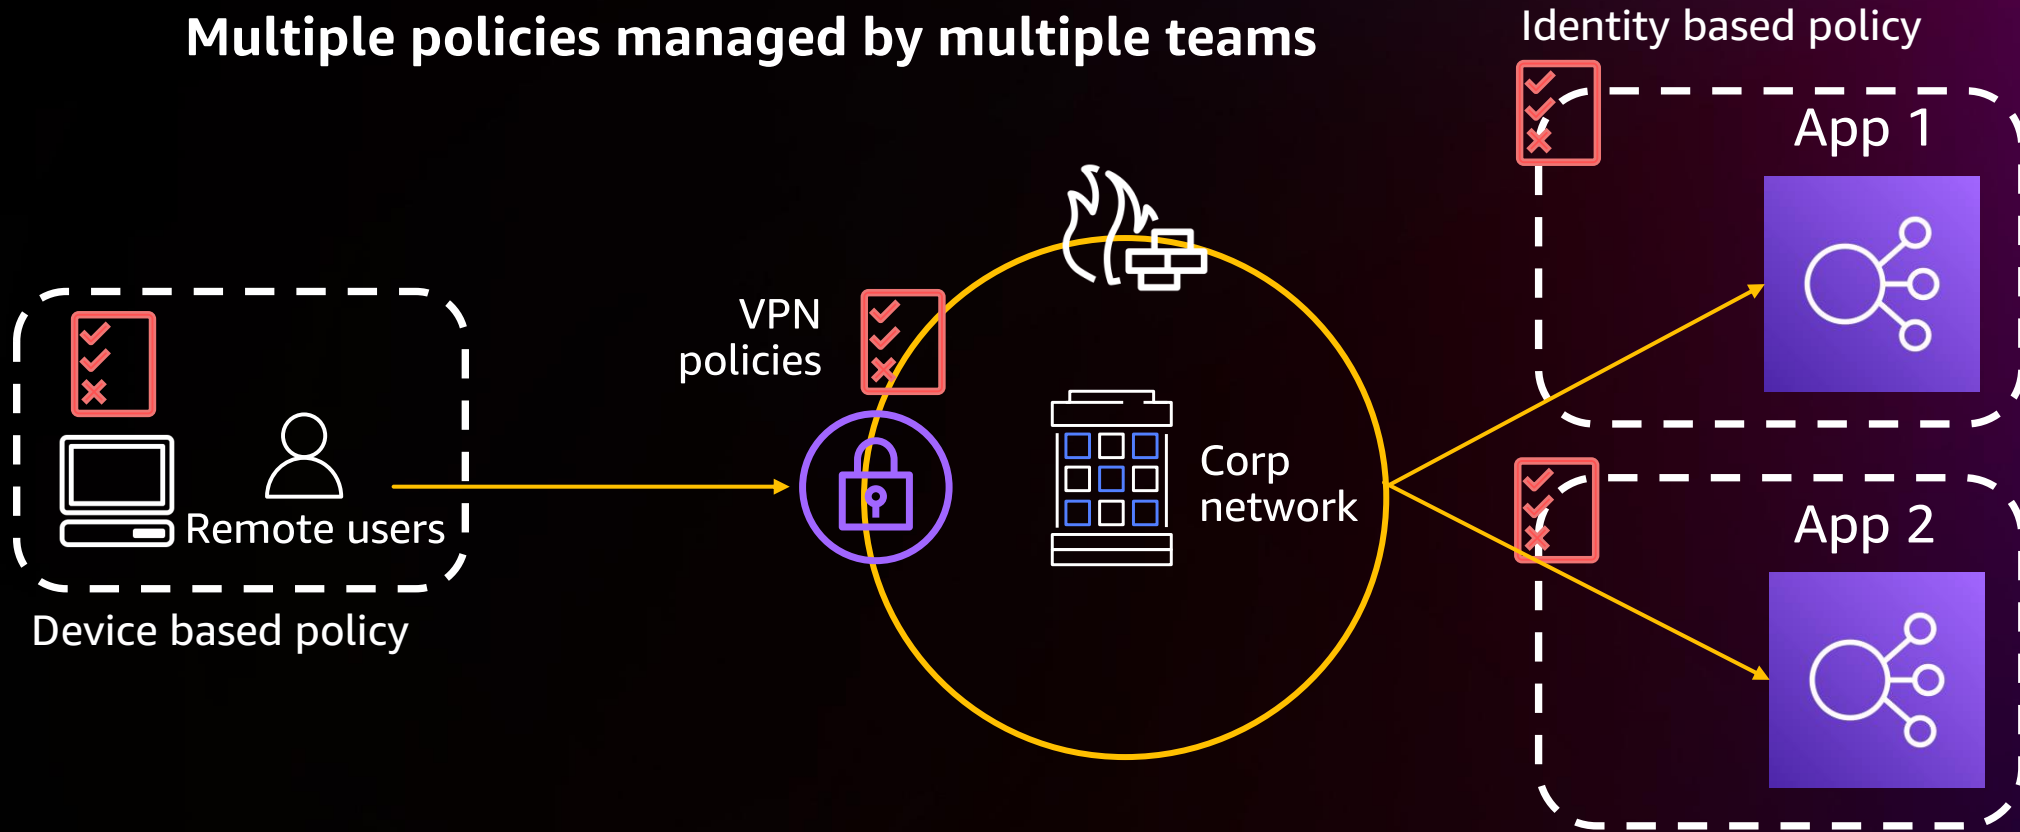 Multiple policies managed by multiple teams
Identity based policy
App 1
VPN
policies
Corp
network
Remote users
Device based policy
App 2